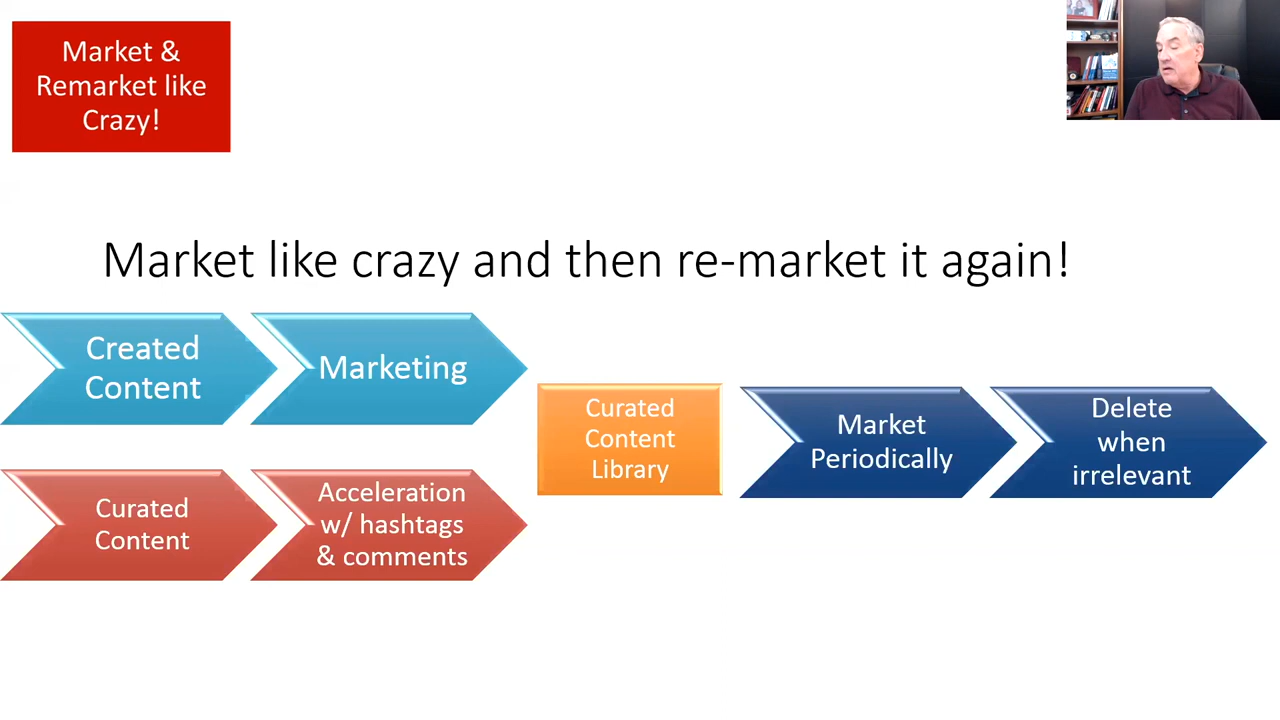 Market &
Remarket like
Crazy!
Market like crazy and then re-market it again!
Created
Content
Marketing
Curated
Content
Acceleration
w/ hashtags
& comments
Curated
Content
Library
Market
Periodically
Delete
when
irrelevant